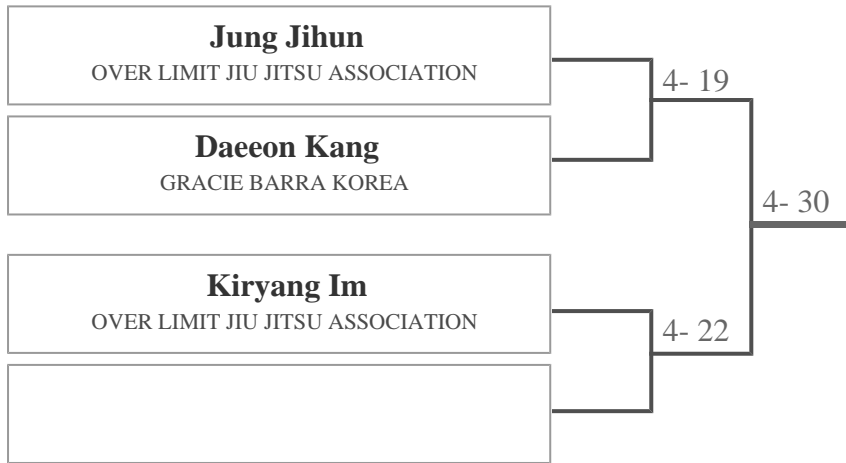 Jung Jihun
OVER LIMIT JIU JITSU ASSOCIATION
4- 19
Daeeon Kang
GRACIE BARRA KOREA
4- 30
Kiryang Im
OVER LIMIT JIU JITSU ASSOCIATION
4- 22